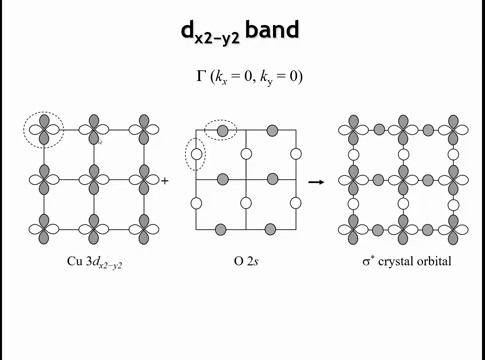 dx2−y2 band
Γ (kx = 0, ky = 0)
+
Cu 3dx2−y2
O 2s
σ* crystal orbital